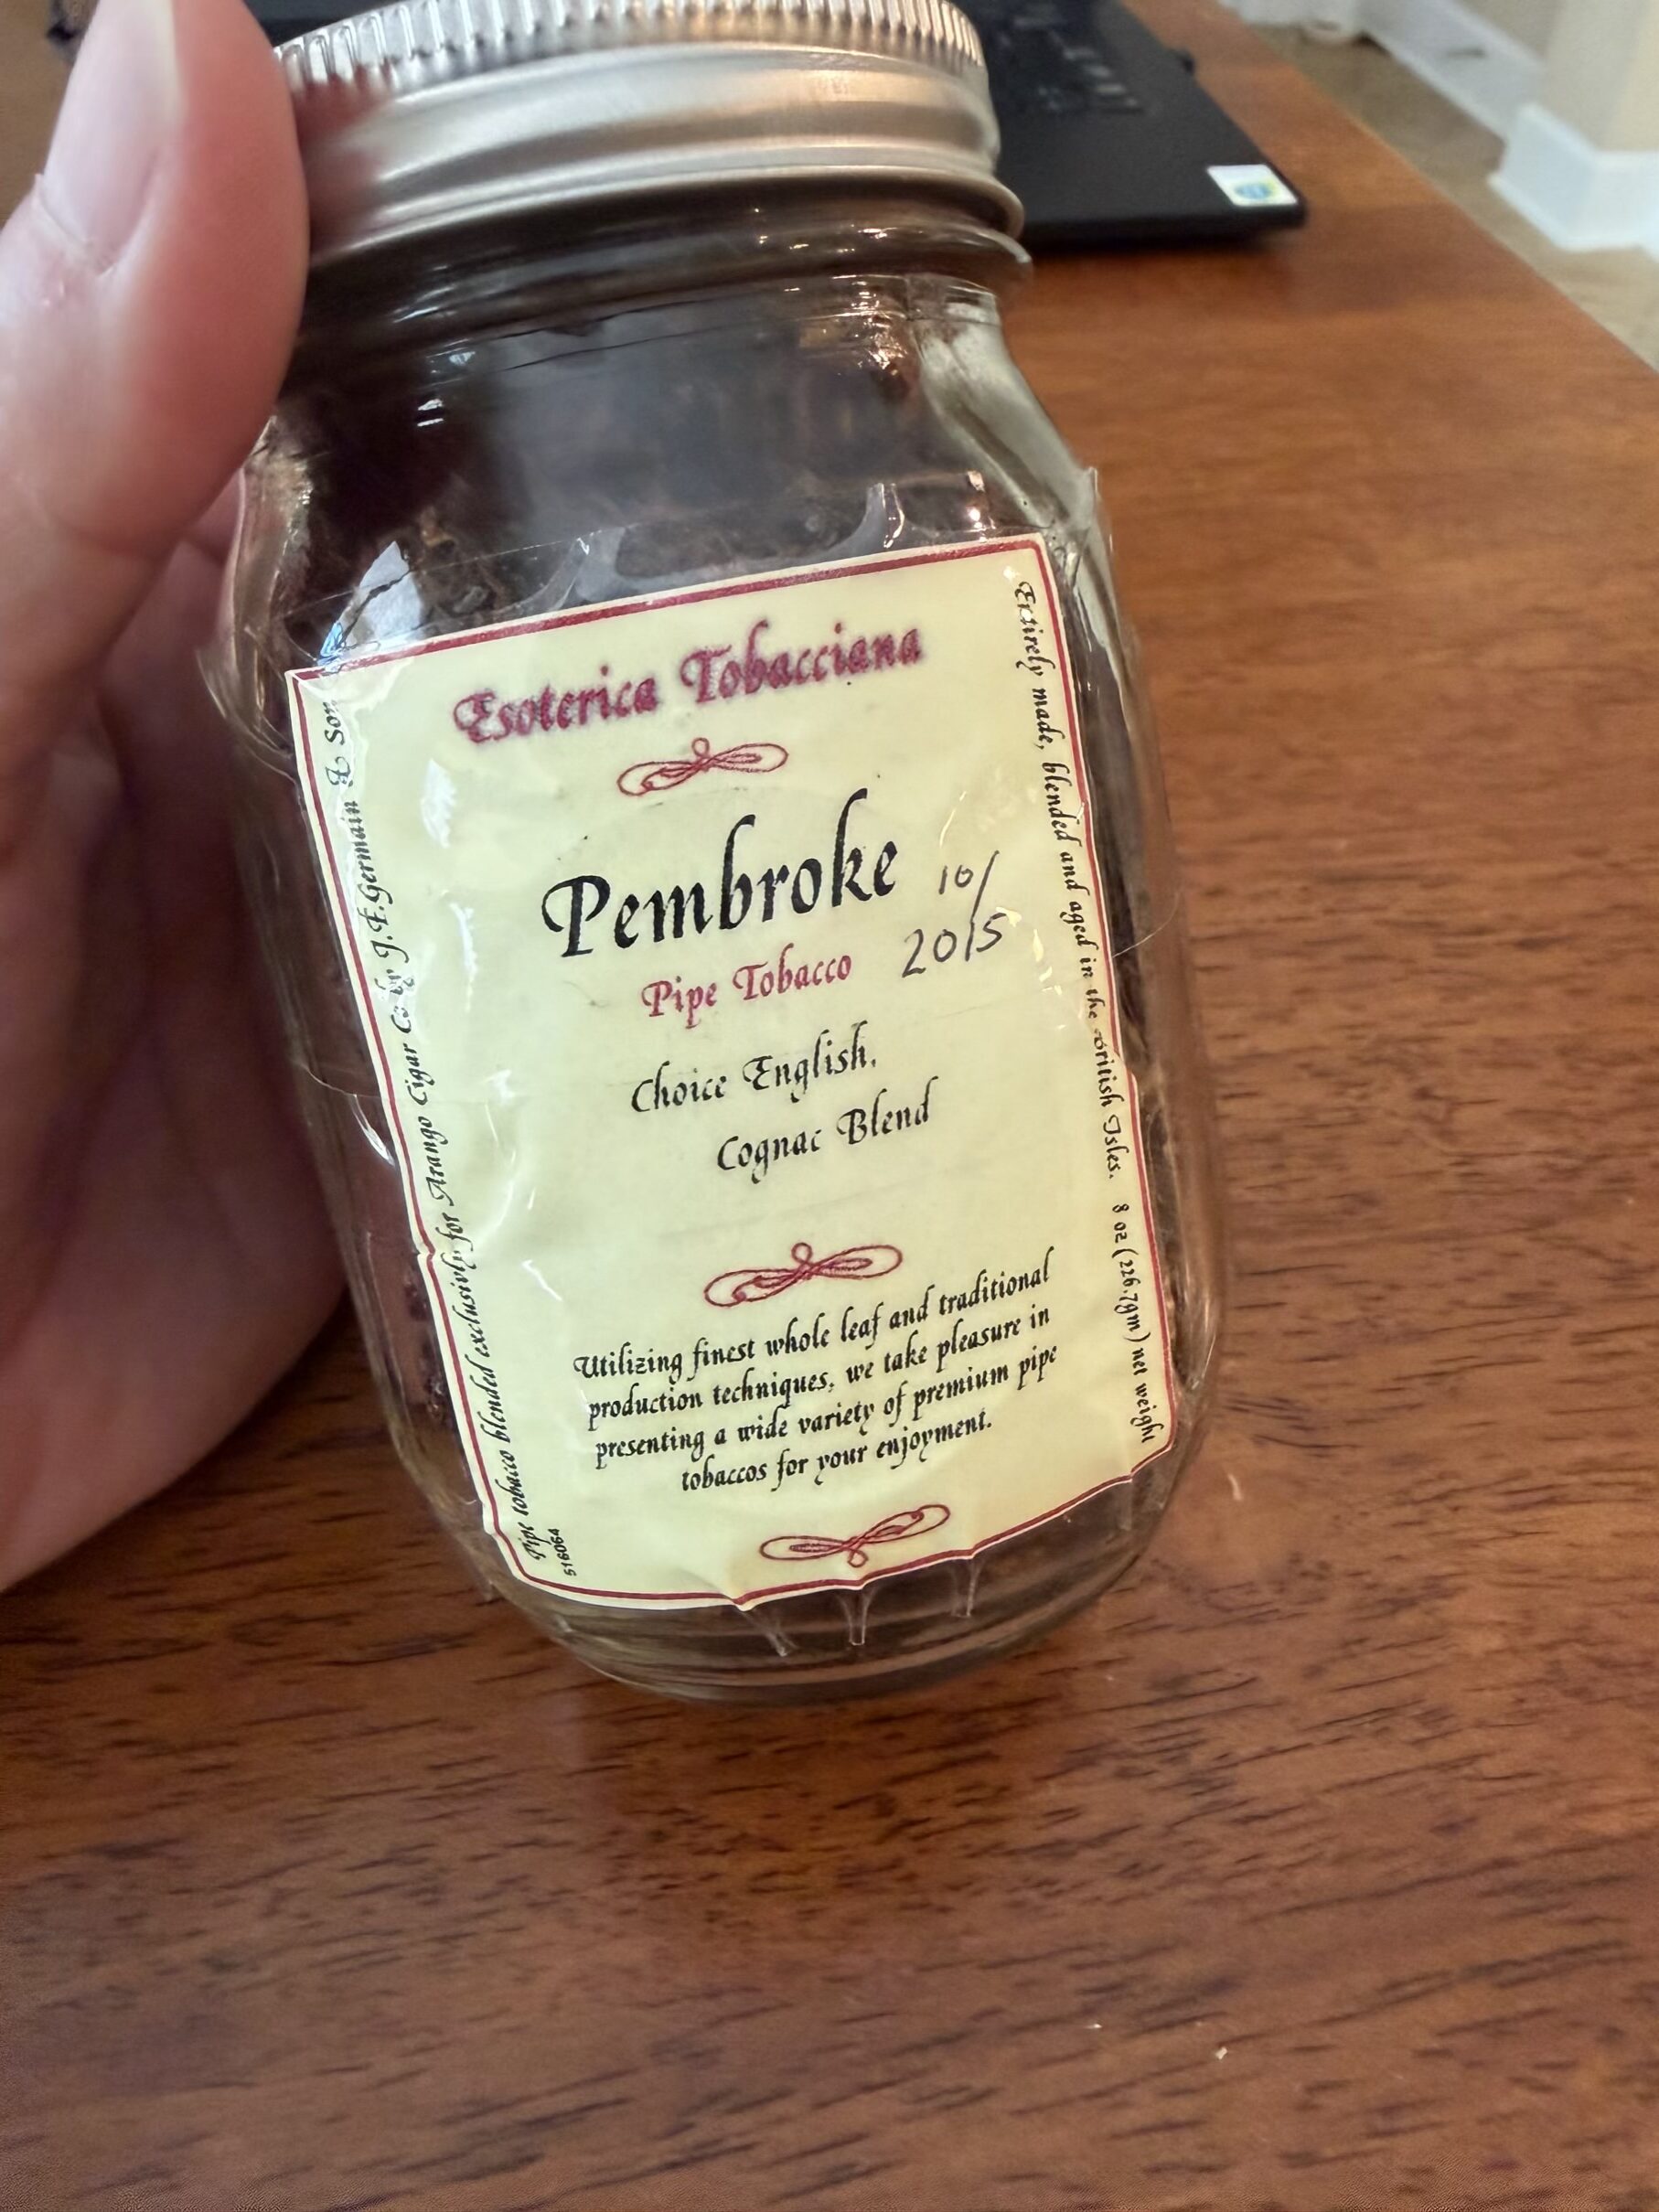 Esoterica Tobacciana
Pembroke
10/
2015
Pipe Tobacco
Choice English,
Cognac Blend
Utilizing finest whole leaf and traditional
production techniques, we take pleasure in
presenting a wide variety of premium pipe
tobaccos for your enjoyment.
Pipe tobacco blended exclusivly for Arango Cigar Co by J.F.Germain & Son
516064
Entirely made, blended and aged in the British Isles. 8 oz (226.7gm) net weight